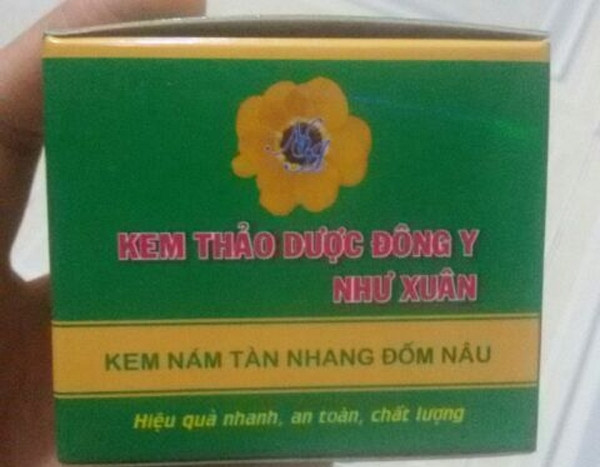 KEM THẢO DƯỢC ĐÔNG Y
NHƯ XUÂN
KEM NÁM TÀN NHANG ĐỐM NÂU
Hiệu quả nhanh, an toàn, chất lượng